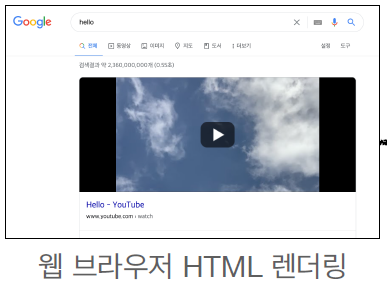 Google
hello
전체 동영상 이미지 지도 도서 더보기 설정 도구
검색결과 약 2,360,000,000개 (0.55초)
Hello - YouTube
www.youtube.com › watch
웹 브라우저 HTML 렌더링